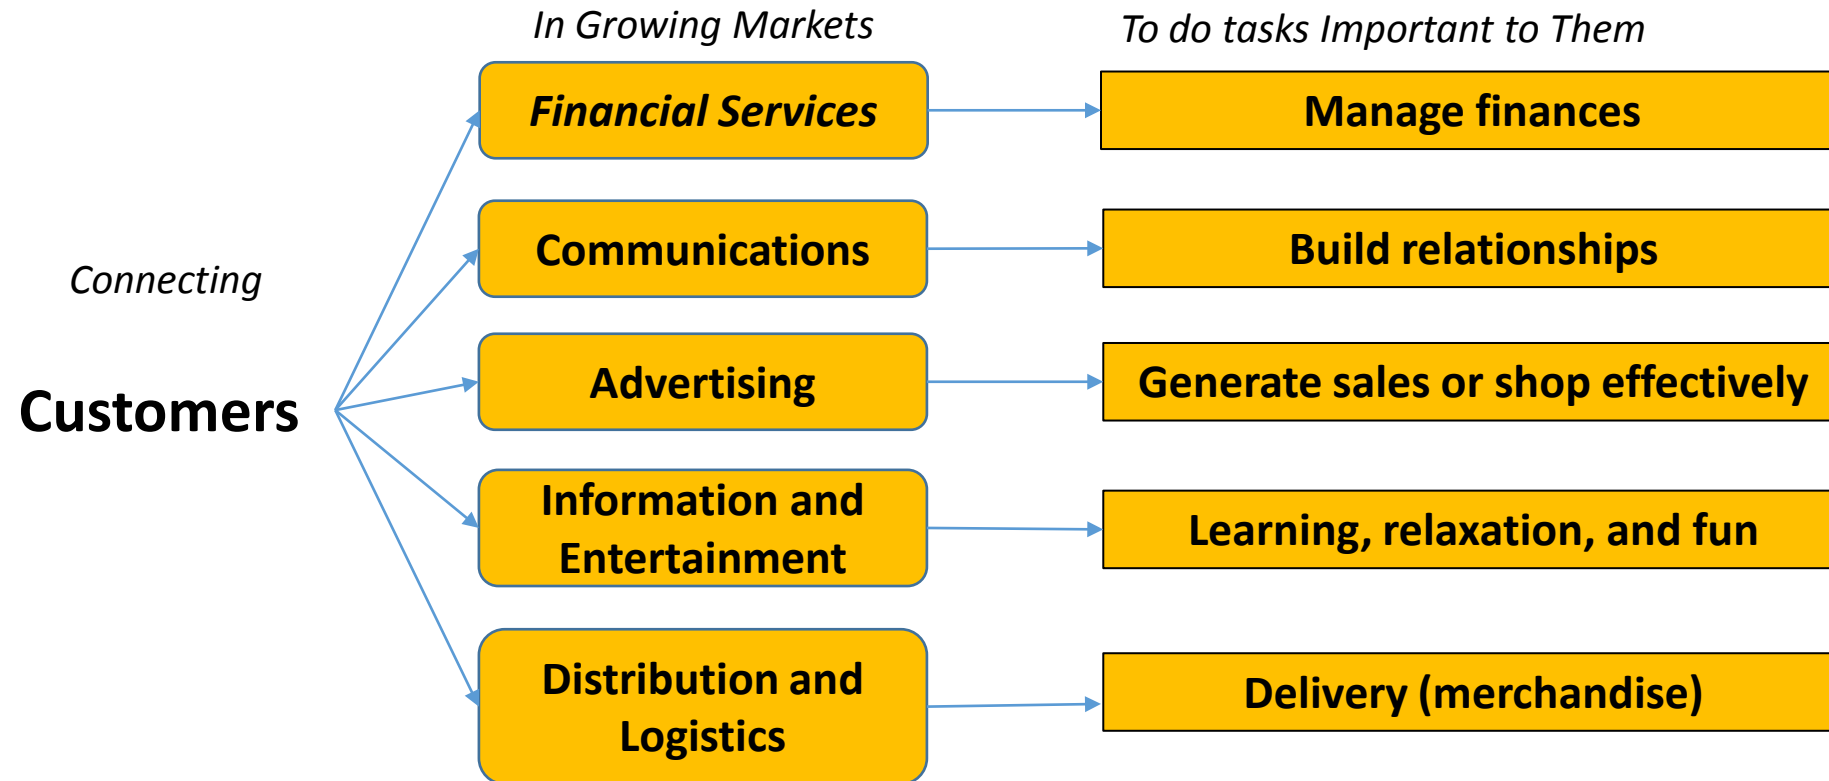 In Growing Markets
To do tasks Important to Them
Financial Services
Manage finances
Communications
Build relationships
Connecting
Customers
Advertising
Generate sales or shop effectively
Information and
Entertainment
Learning, relaxation, and fun
Distribution and
Logistics
Delivery (merchandise)